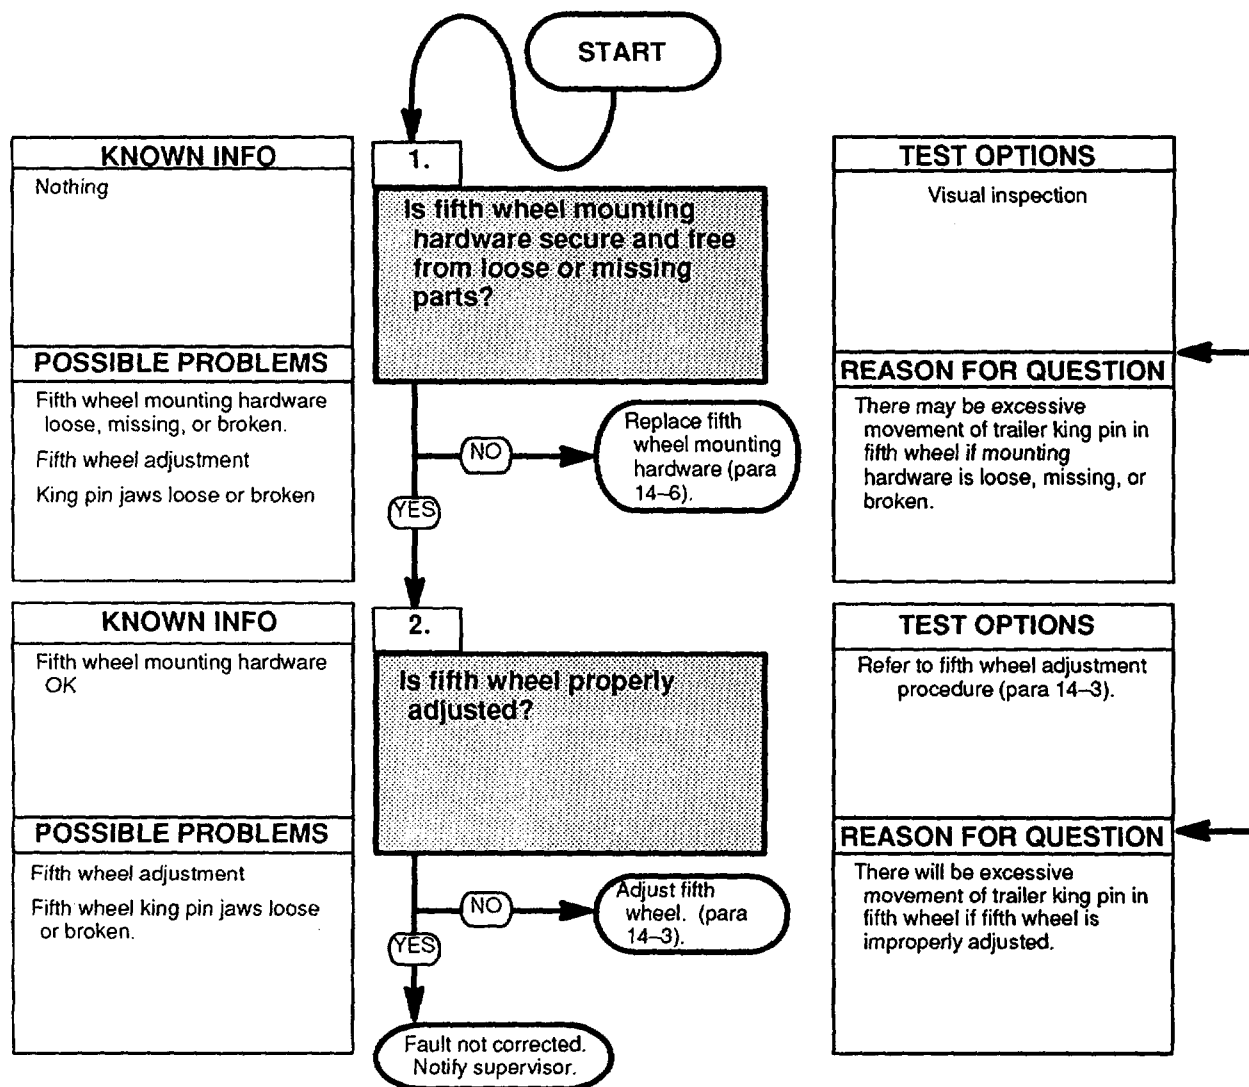 START
KNOWN INFO
Nothing
POSSIBLE PROBLEMS
Fifth wheel mounting hardware
loose, missing, or broken.
Fifth wheel adjustment
King pin jaws loose or broken
1.
Is fifth wheel mounting
hardware secure and free
from loose or missing
parts?
NO
Replace fifth
wheel mounting
hardware (para
14–6).
YES
TEST OPTIONS
Visual inspection
REASON FOR QUESTION
There may be excessive
movement of trailer king pin in
fifth wheel if mounting
hardware is loose, missing, or
broken.
KNOWN INFO
Fifth wheel mounting hardware
OK
POSSIBLE PROBLEMS
Fifth wheel adjustment
Fifth wheel king pin jaws loose
or broken.
2.
Is fifth wheel properly
adjusted?
NO
Adjust fifth
wheel. (para
14–3).
YES
Fault not corrected.
Notify supervisor.
TEST OPTIONS
Refer to fifth wheel adjustment
procedure (para 14–3).
REASON FOR QUESTION
There will be excessive
movement of trailer king pin in
fifth wheel if fifth wheel is
improperly adjusted.